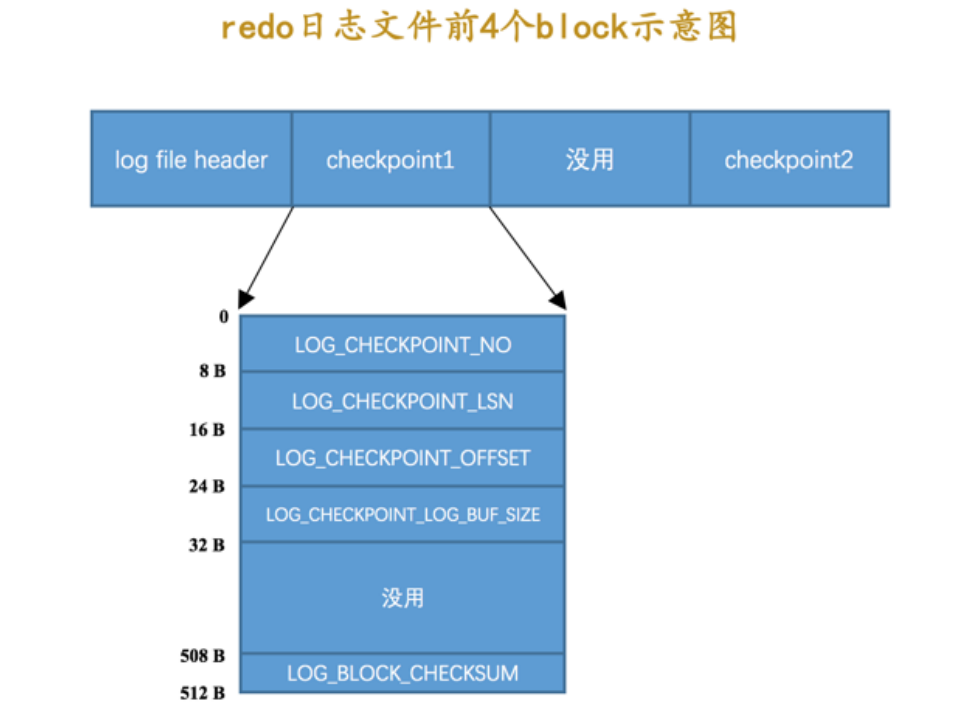 redo日志文件前4个block示意图
log file header checkpoint1 没用 checkpoint2
0
LOG_CHECKPOINT_NO
8 B
LOG_CHECKPOINT_LSN
16 B
LOG_CHECKPOINT_OFFSET
24 B
LOG_CHECKPOINT_LOG_BUF_SIZE
32 B
没用
508 B
LOG_BLOCK_CHECKSUM
512 B